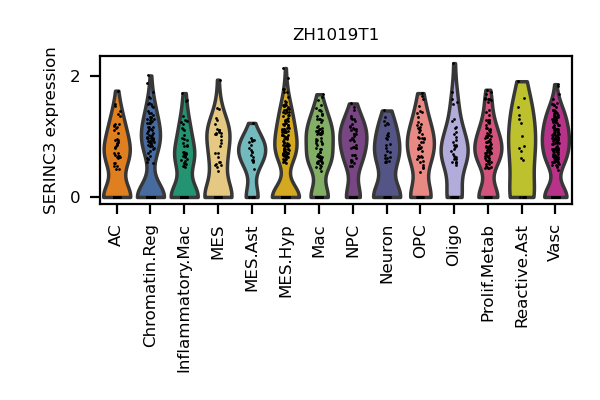 ZH1019T1
SERINC3 expression
2
0
AC
Chromatin.Reg
Inflammatory.Mac
MES
MES.Ast
MES.Hyp
Mac
NPC
Neuron
OPC
Oligo
Prolif.Metab
Reactive.Ast
Vasc